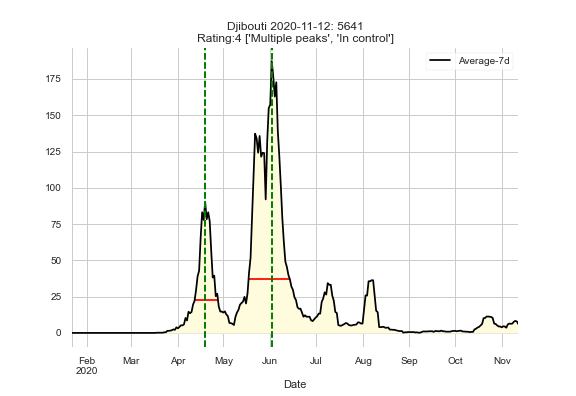 Djibouti 2020-11-12: 5641
Rating:4 ['Multiple peaks', 'In control']
Average-7d
175
150
125
100
75
50
25
0
Feb Mar Apr May Jun Jul Aug Sep Oct Nov
2020
Date